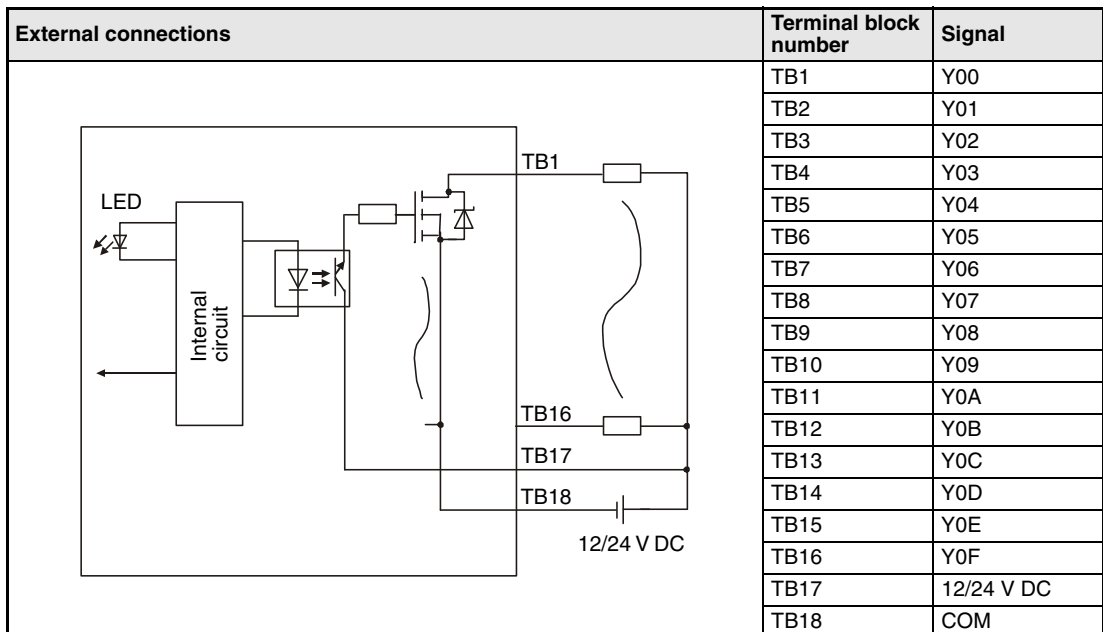 External connections
Terminal block
number
Signal
TB1 Y00
TB2 Y01
TB3 Y02
TB4 Y03
TB5 Y04
TB6 Y05
TB7 Y06
TB8 Y07
TB9 Y08
TB10 Y09
TB11 Y0A
TB12 Y0B
TB13 Y0C
TB14 Y0D
TB15 Y0E
TB16 Y0F
TB17 12/24 V DC
TB18 COM
LED
Internal
circuit
TB1
TB16
TB17
TB18
12/24 V DC